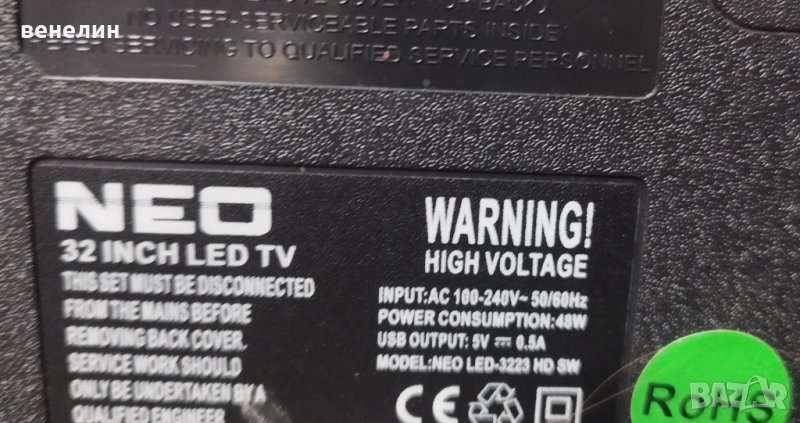 венелин
NO USER-SERVICEABLE PARTS INSIDE.
REFER SERVICING TO QUALIFIED SERVICE PERSONNEL
NEO
32 INCH LED TV
THIS SET MUST BE DISCONNECTED
FROM THE MAINS BEFORE
REMOVING BACK COVER.
SERVICE WORK SHOULD
ONLY BE UNDERTAKEN BY A
QUALIFIED ENGINEER
WARNING!
HIGH VOLTAGE
INPUT:AC 100-240V~ 50/60Hz
POWER CONSUMPTION:48W
USB OUTPUT: 5V ⎓ 0.5A
MODEL:NEO LED-3223 HD SW
CE
RoHS
BAZAR